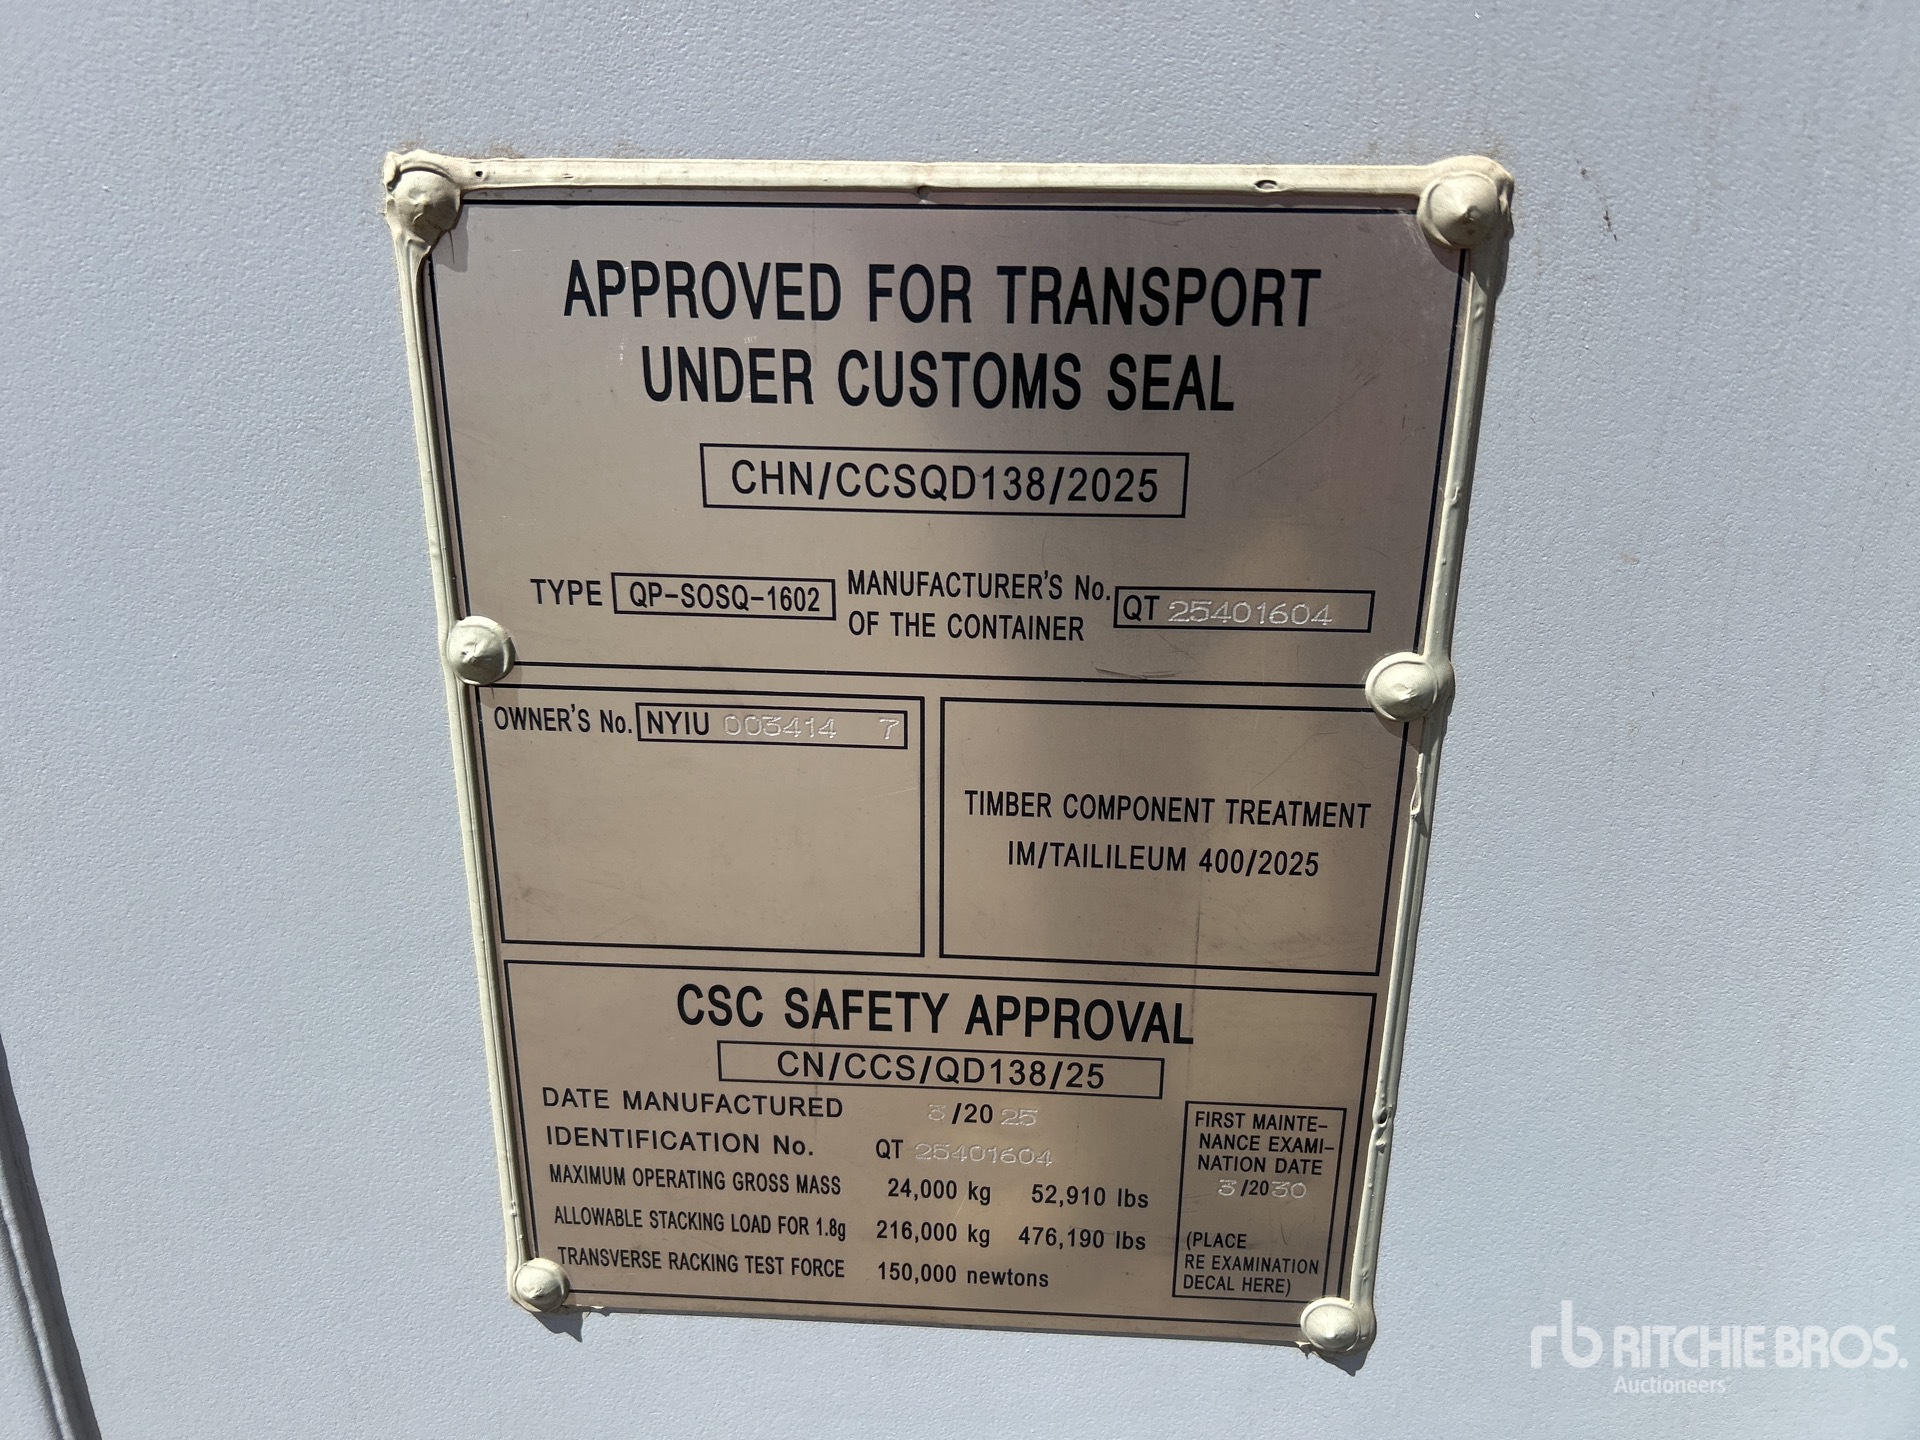 APPROVED FOR TRANSPORT
UNDER CUSTOMS SEAL
CHN/CCSQD138/2025
TYPE QP-SOSQ-1602 MANUFACTURER'S No. OF THE CONTAINER QT 25401604
OWNER'S No. NYIU 003414 7
TIMBER COMPONENT TREATMENT
IM/TAILILEUM 400/2025
CSC SAFETY APPROVAL
CN/CCS/QD138/25
DATE MANUFACTURED 3/20 25
IDENTIFICATION No. QT 25401604
MAXIMUM OPERATING GROSS MASS 24,000 kg 52,910 lbs
ALLOWABLE STACKING LOAD FOR 1.8g 216,000 kg 476,190 lbs
TRANSVERSE RACKING TEST FORCE 150,000 newtons
FIRST MAINTE-
NANCE EXAMI-
NATION DATE
3/2030
(PLACE
RE EXAMINATION
DECAL HERE)
rb RITCHIE BROS.
Auctioneers